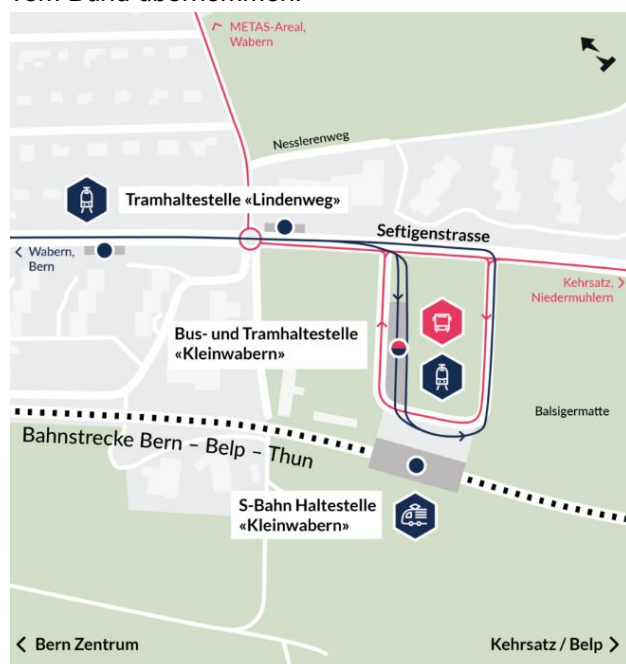 METAS-Areal,
Wabern
Nesslerenweg
Tramhaltestelle «Lindenweg»
Seftigenstrasse
Wabern,
Bern
Kehrsatz,
Niedermuhlern
Bus- und Tramhaltestelle
«Kleinwabern»
Balsigermatte
Bahnstrecke Bern – Belp – Thun
S-Bahn Haltestelle
«Kleinwabern»
Bern Zentrum
Kehrsatz / Belp